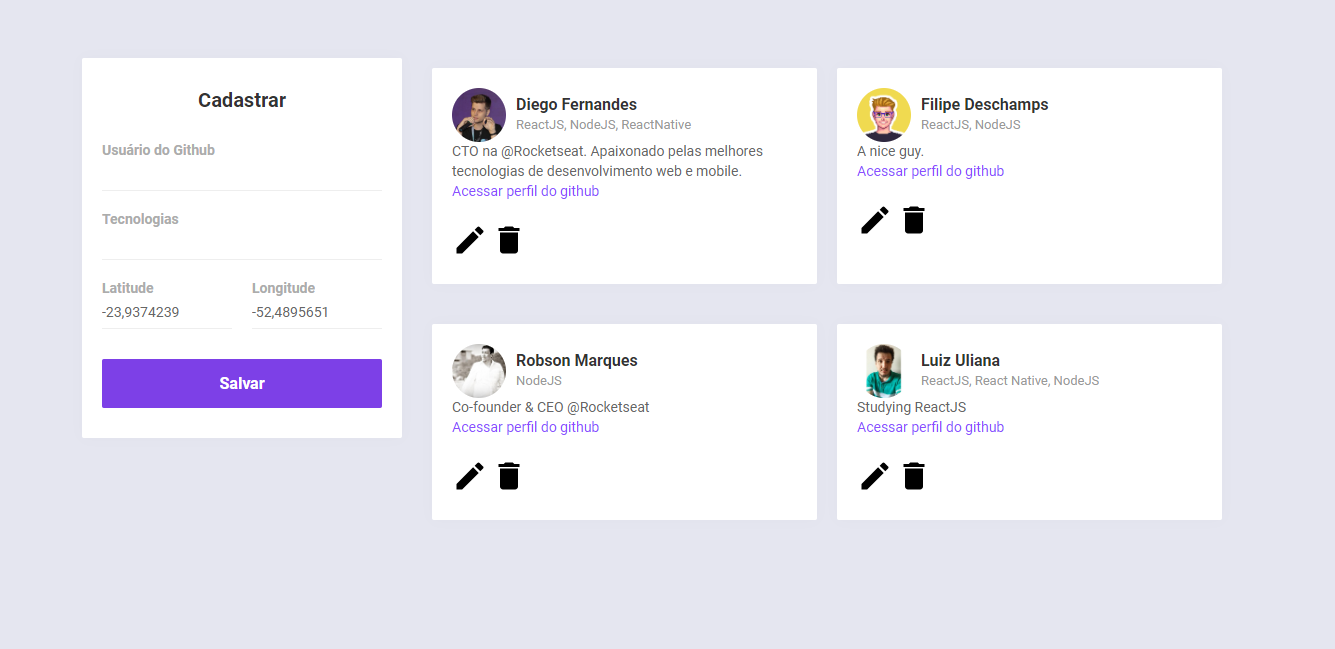 Cadastrar
Usuário do Github
Tecnologias
Latitude
Longitude
-23,9374239
-52,4895651
Salvar
Diego Fernandes
ReactJS, NodeJS, ReactNative
CTO na @Rocketseat. Apaixonado pelas melhores
tecnologias de desenvolvimento web e mobile.
Acessar perfil do github
Filipe Deschamps
ReactJS, NodeJS
A nice guy.
Acessar perfil do github
Robson Marques
NodeJS
Co-founder & CEO @Rocketseat
Acessar perfil do github
Luiz Uliana
ReactJS, React Native, NodeJS
Studying ReactJS
Acessar perfil do github